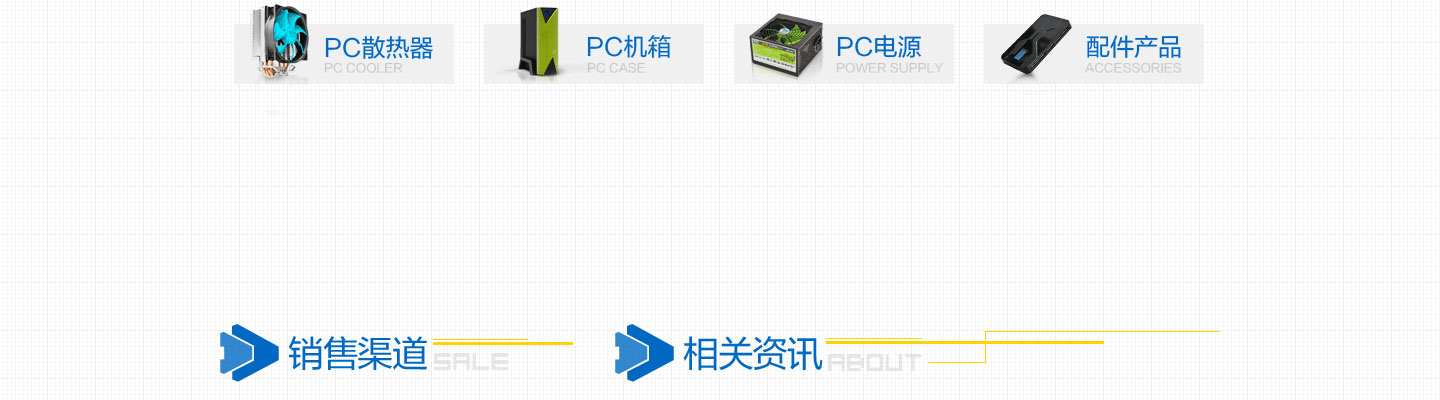 PC散热器
PC COOLER
PC机箱
PC CASE
PC电源
POWER SUPPLY
配件产品
ACCESSORIES
销售渠道
SALE
相关资讯
ABOUT